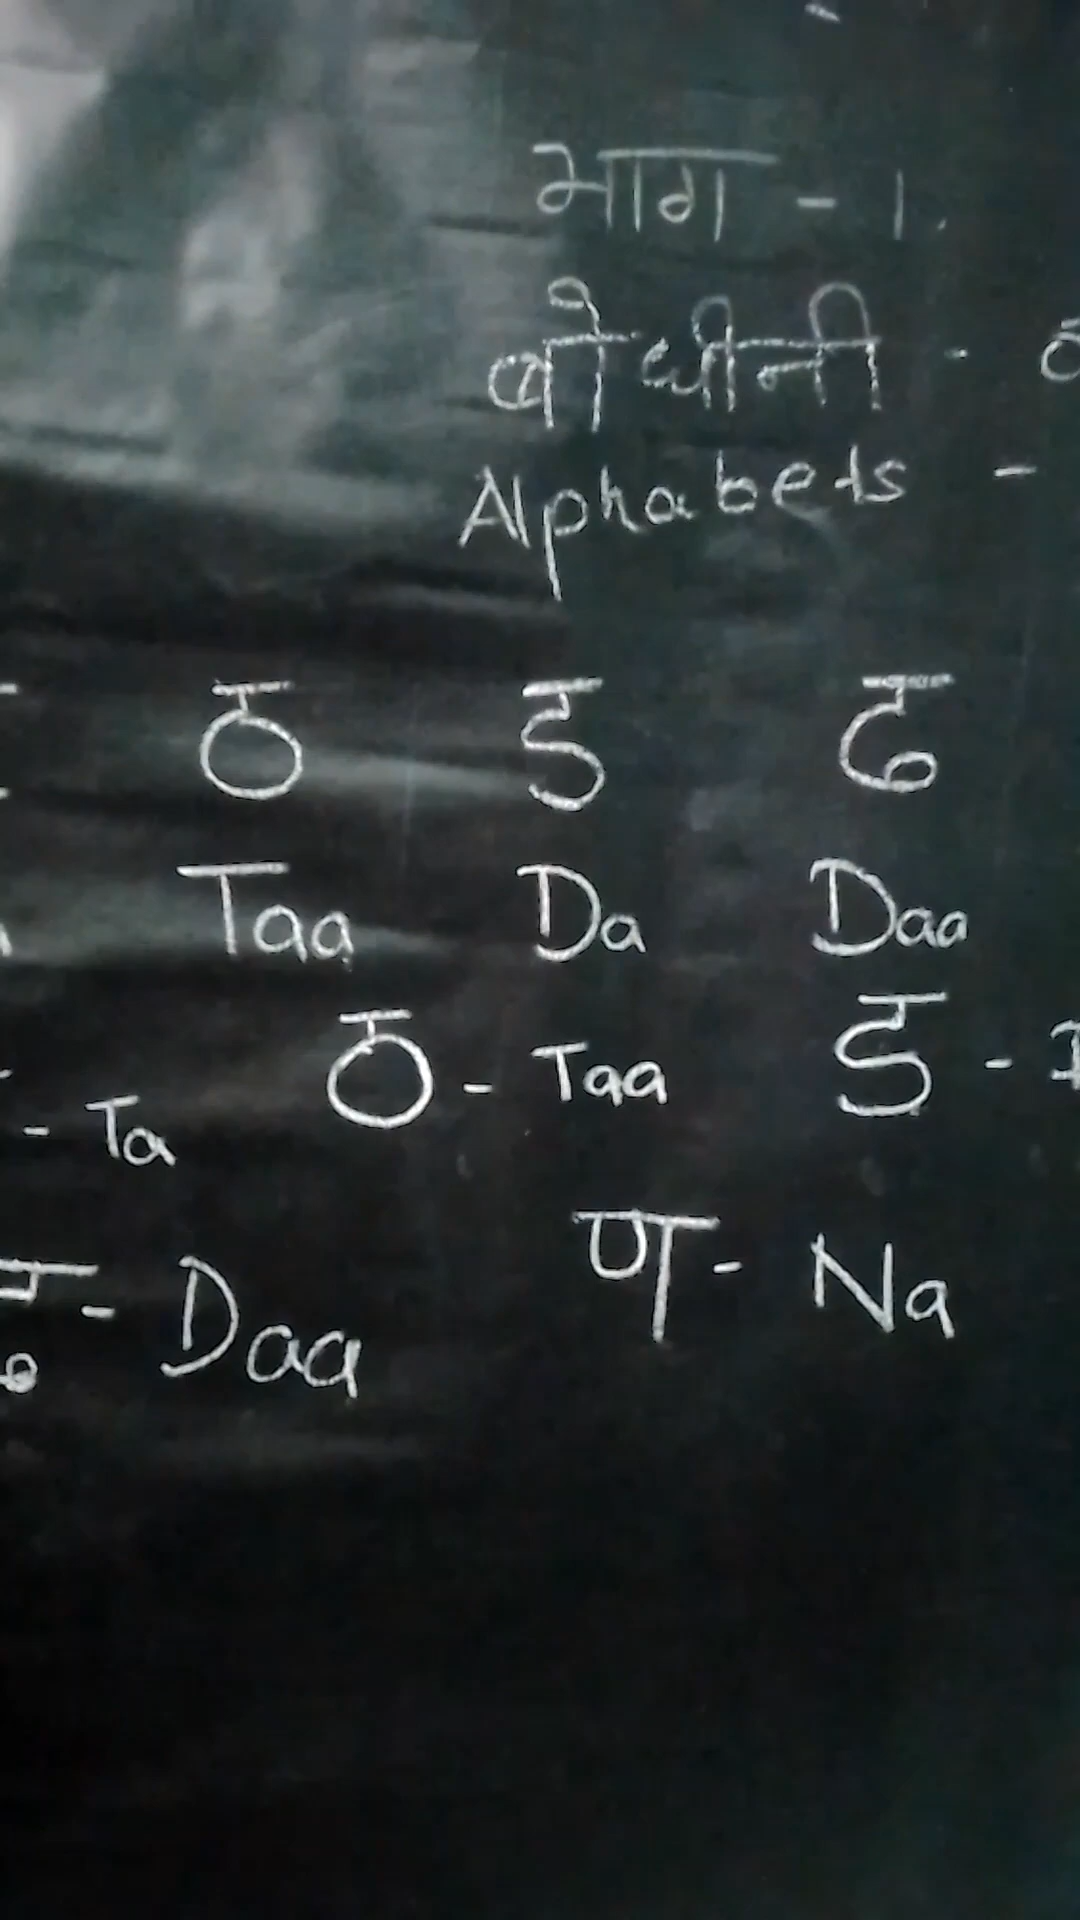 भाग - 1.
बोधीनी -
Alphabets -
ठ ड ढ
Taa Da Daa
- Ta ठ - Taa ड -
ढ - Daa ण - Na